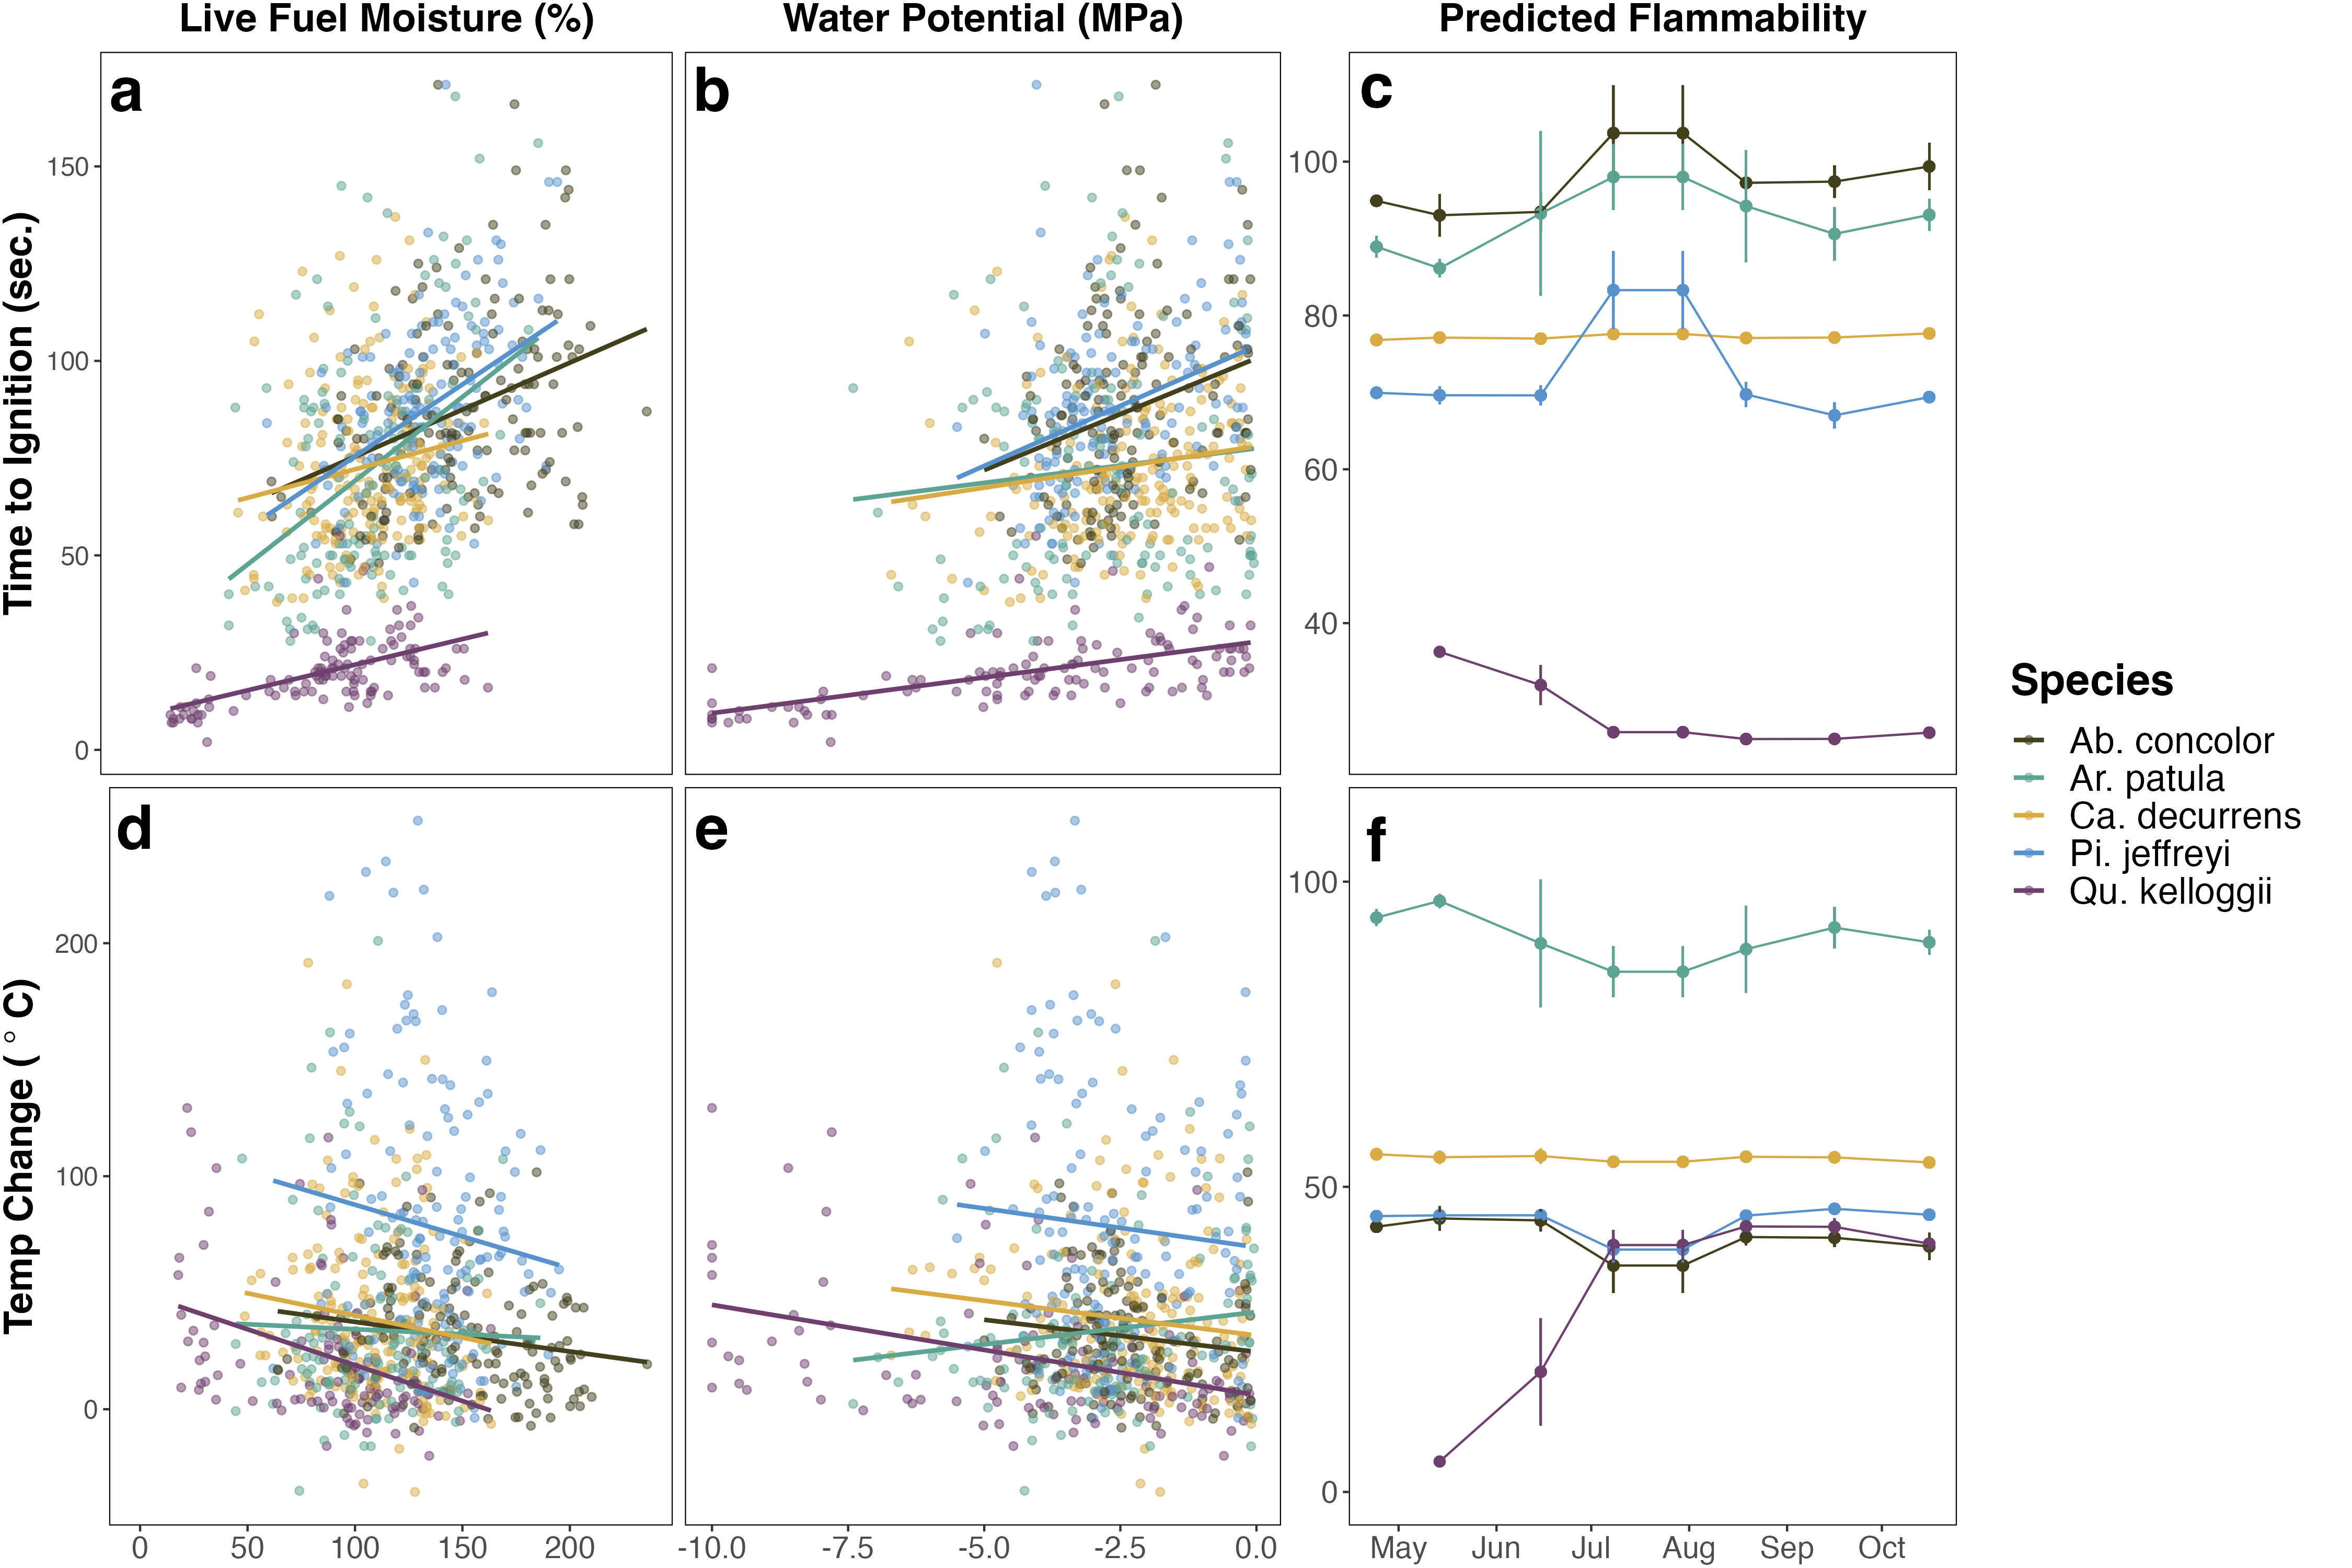 Live Fuel Moisture (%)
Water Potential (MPa)
Predicted Flammability
a
b
c
Time to Ignition (sec.)
150
100
50
0
100
80
60
40
d
e
f
Temp Change ( ° C)
200
100
0
100
50
0
0 50 100 150 200
-10.0 -7.5 -5.0 -2.5 0.0
May Jun Jul Aug Sep Oct
Species
Ab. concolor
Ar. patula
Ca. decurrens
Pi. jeffreyi
Qu. kelloggii